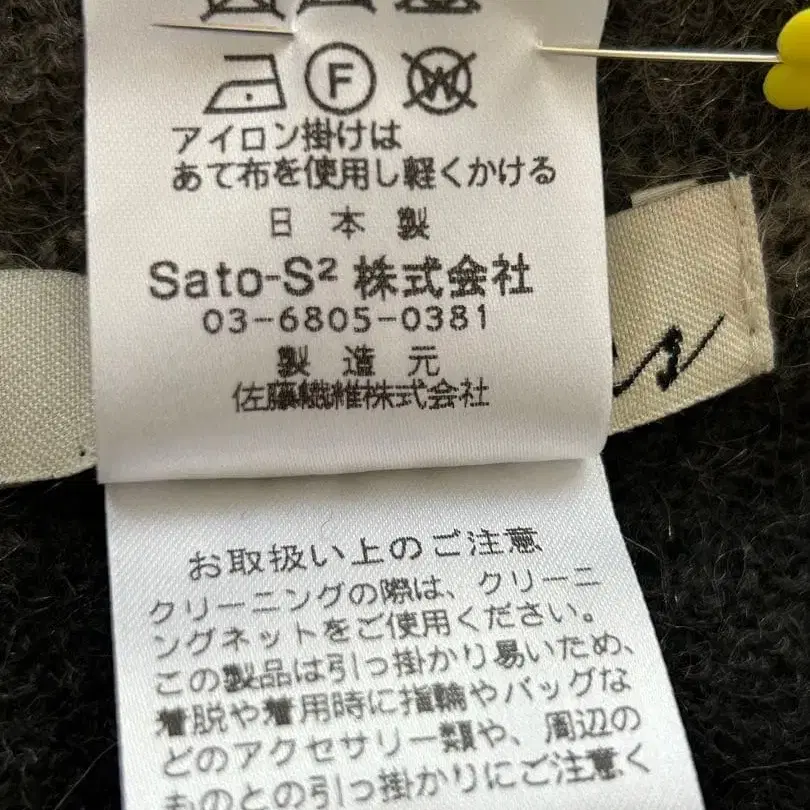 F
W
アイロン掛けは
あて布を使用し軽くかける
日本製
Sato-S² 株式会社
03-6805-0381
製造元
佐藤繊維株式会社
お取扱い上のご注意
クリーニングの際は、クリーニ
ングネットをご使用ください。
この製品は引っ掛かり易いため、
着脱や着用時に指輪やバッグな
どのアクセサリー類や、周辺の
ものとの引っ掛かりにご注意く